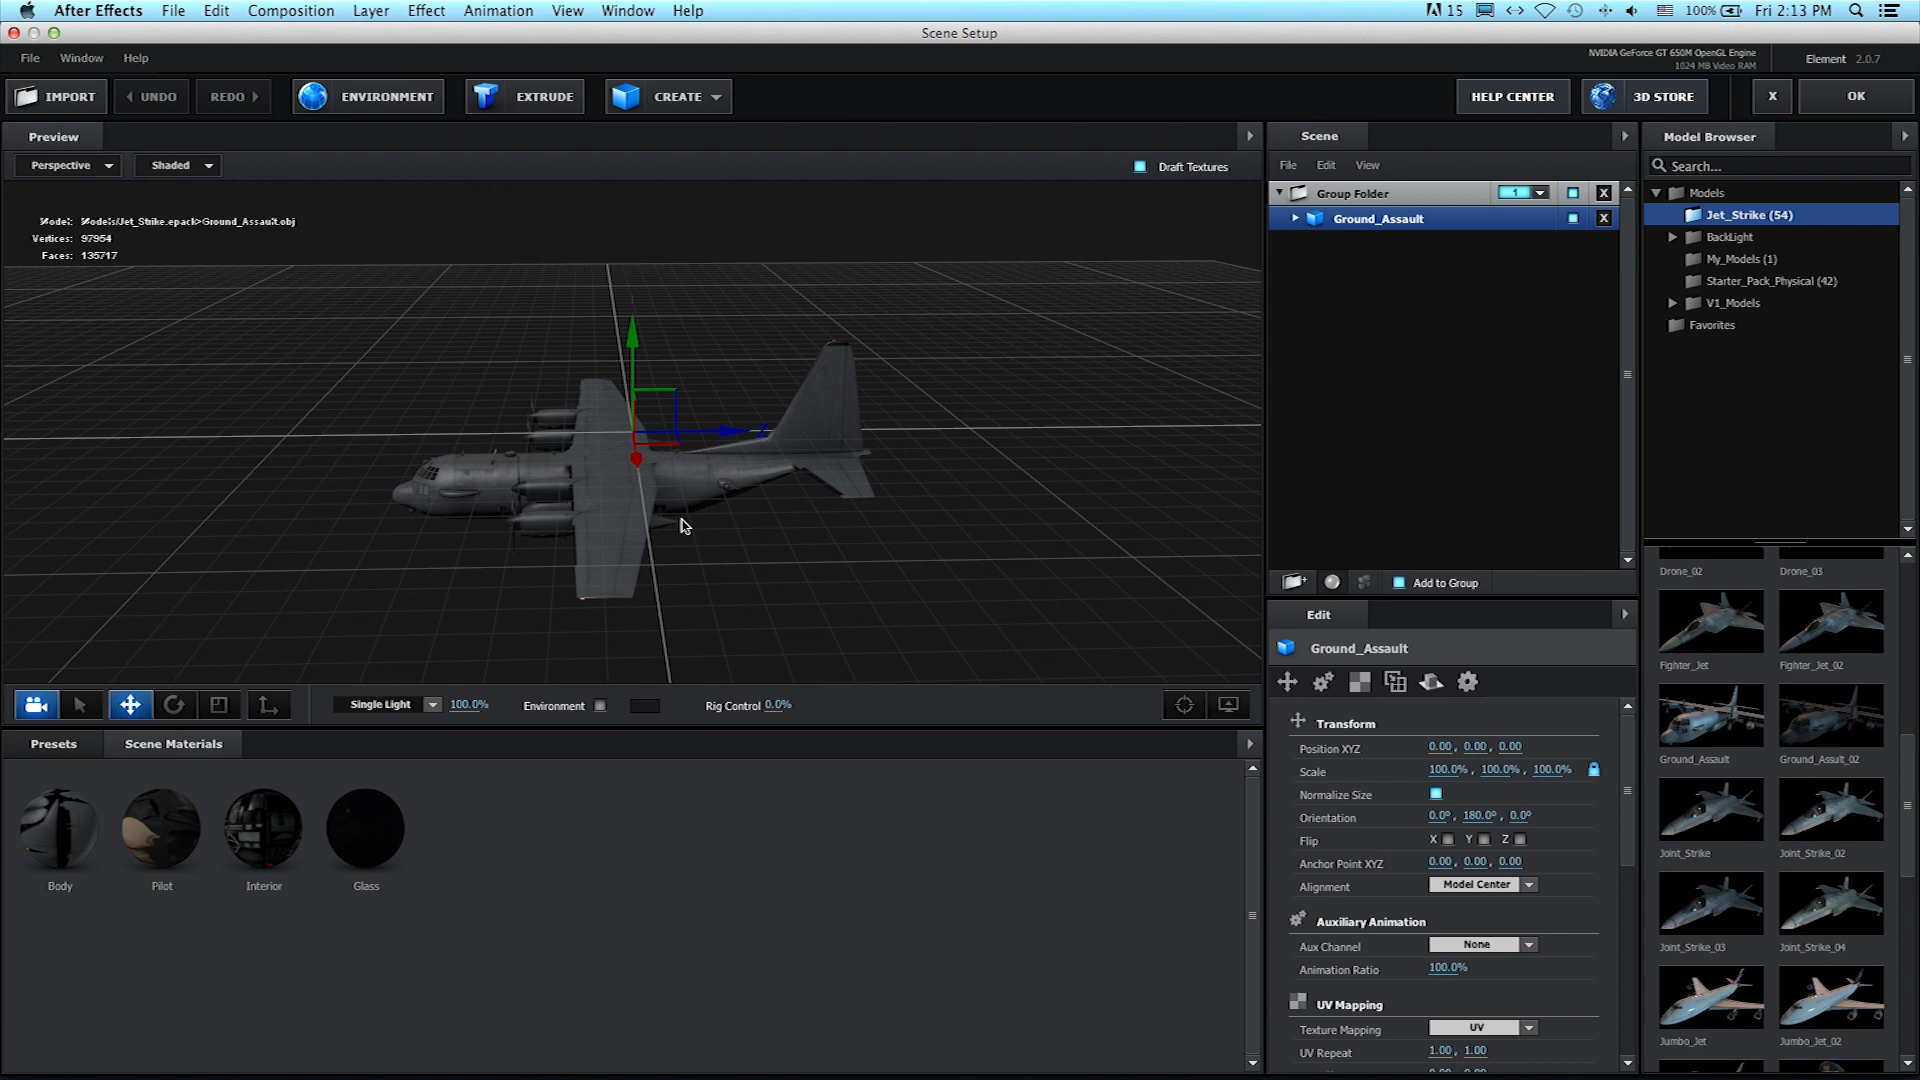 After Effects File Edit Composition Layer Effect Animation View Window Help 15 100% Fri 2:13 PM
Scene Setup
File Window Help
NVIDIA GeForce GT 650M OpenGL Engine
1024 MB Video RAM
Element 2.0.7
IMPORT UNDO REDO ENVIRONMENT EXTRUDE CREATE HELP CENTER 3D STORE X OK
Preview
Perspective Shaded Draft Textures
Model: Models/Jet_Strike.epack>Ground_Assault.obj
Vertices: 97954
Faces: 135717
Z
Single Light 100.0% Environment Rig Control 0.0%
Presets Scene Materials
Body Pilot Interior Glass
Scene
File Edit View
Group Folder 1 X
Ground_Assault X
Add to Group
Edit
Ground_Assault
Transform
Position XYZ 0.00, 0.00, 0.00
Scale 100.0%, 100.0%, 100.0%
Normalize Size
Orientation 0.0°, 180.0°, 0.0°
Flip X Y Z
Anchor Point XYZ 0.00, 0.00, 0.00
Alignment Model Center
Auxiliary Animation
Aux Channel None
Animation Ratio 100.0%
UV Mapping
Texture Mapping UV
UV Repeat 1.00, 1.00
Model Browser
Search...
Models
Jet_Strike (54)
BackLight
My_Models (1)
Starter_Pack_Physical (42)
V1_Models
Favorites
Drone_02 Drone_03
Fighter_Jet Fighter_Jet_02
Ground_Assault Ground_Assult_02
Joint_Strike Joint_Strike_02
Joint_Strike_03 Joint_Strike_04
Jumbo_Jet Jumbo_Jet_02